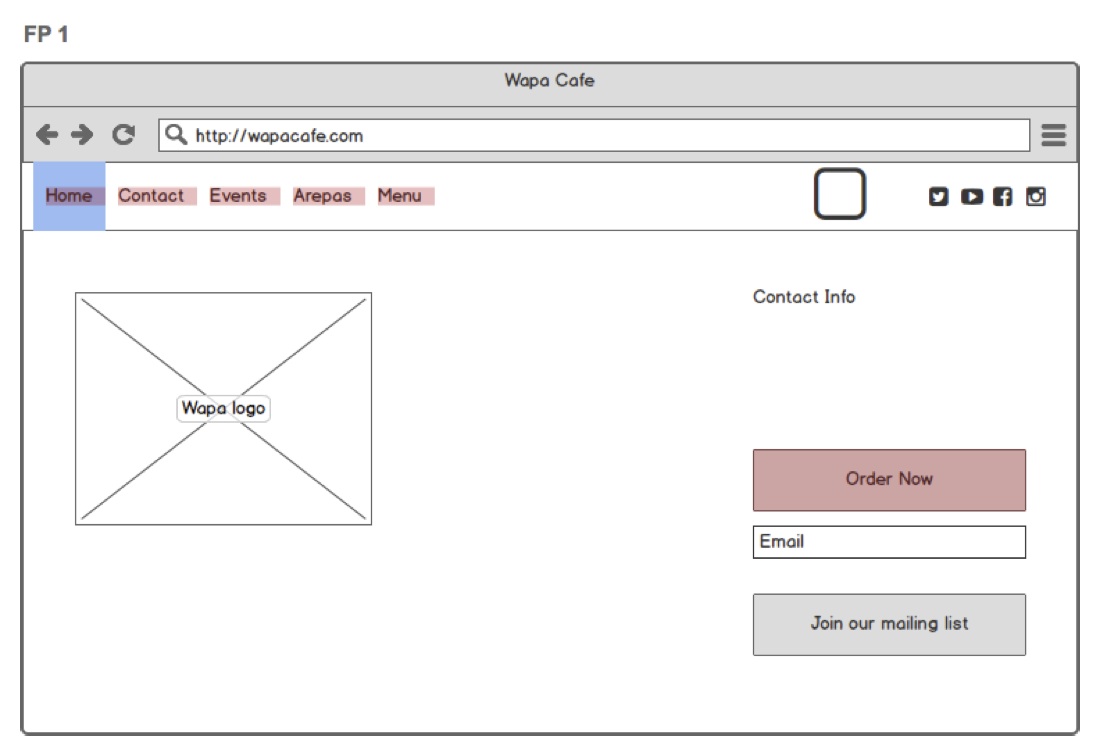 FP 1
Wapa Cafe
http://wapacafe.com
Home Contact Events Arepas Menu
Contact Info
Wapa logo
Order Now
Email
Join our mailing list